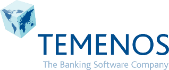 TEMENOS
The Banking Software Company